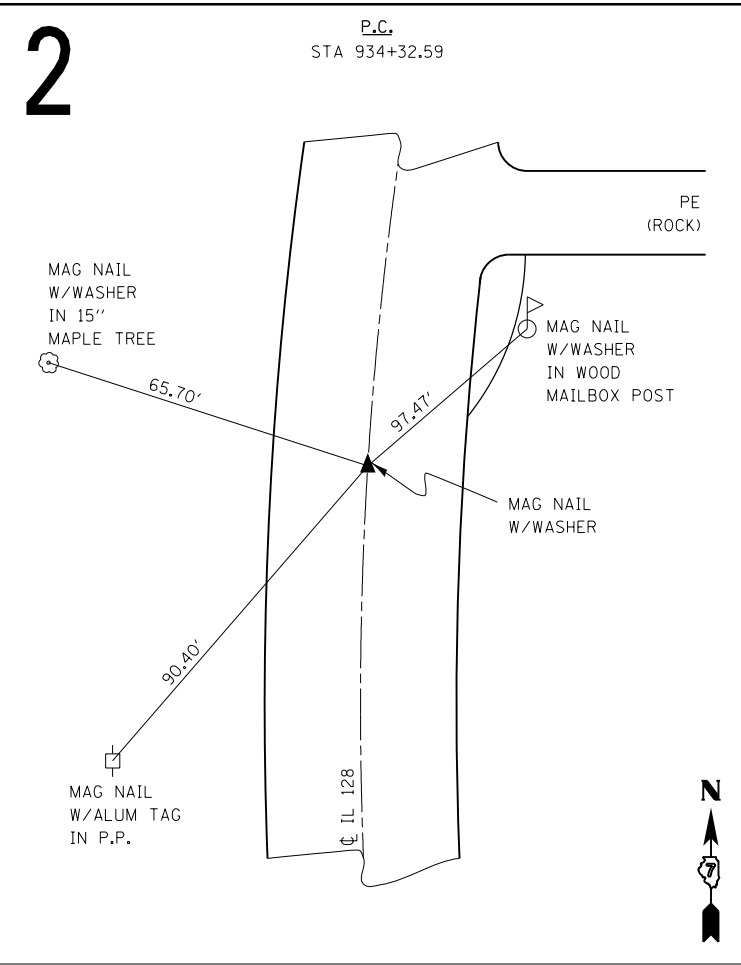 2
P.C.
STA 934+32.59
PE
(ROCK)
MAG NAIL
W/WASHER
IN 15''
MAPLE TREE
65.70'
97.47'
MAG NAIL
W/WASHER
IN WOOD
MAILBOX POST
MAG NAIL
W/WASHER
90.40'
MAG NAIL
W/ALUM TAG
IN P.P.
℄ IL 128
N
7